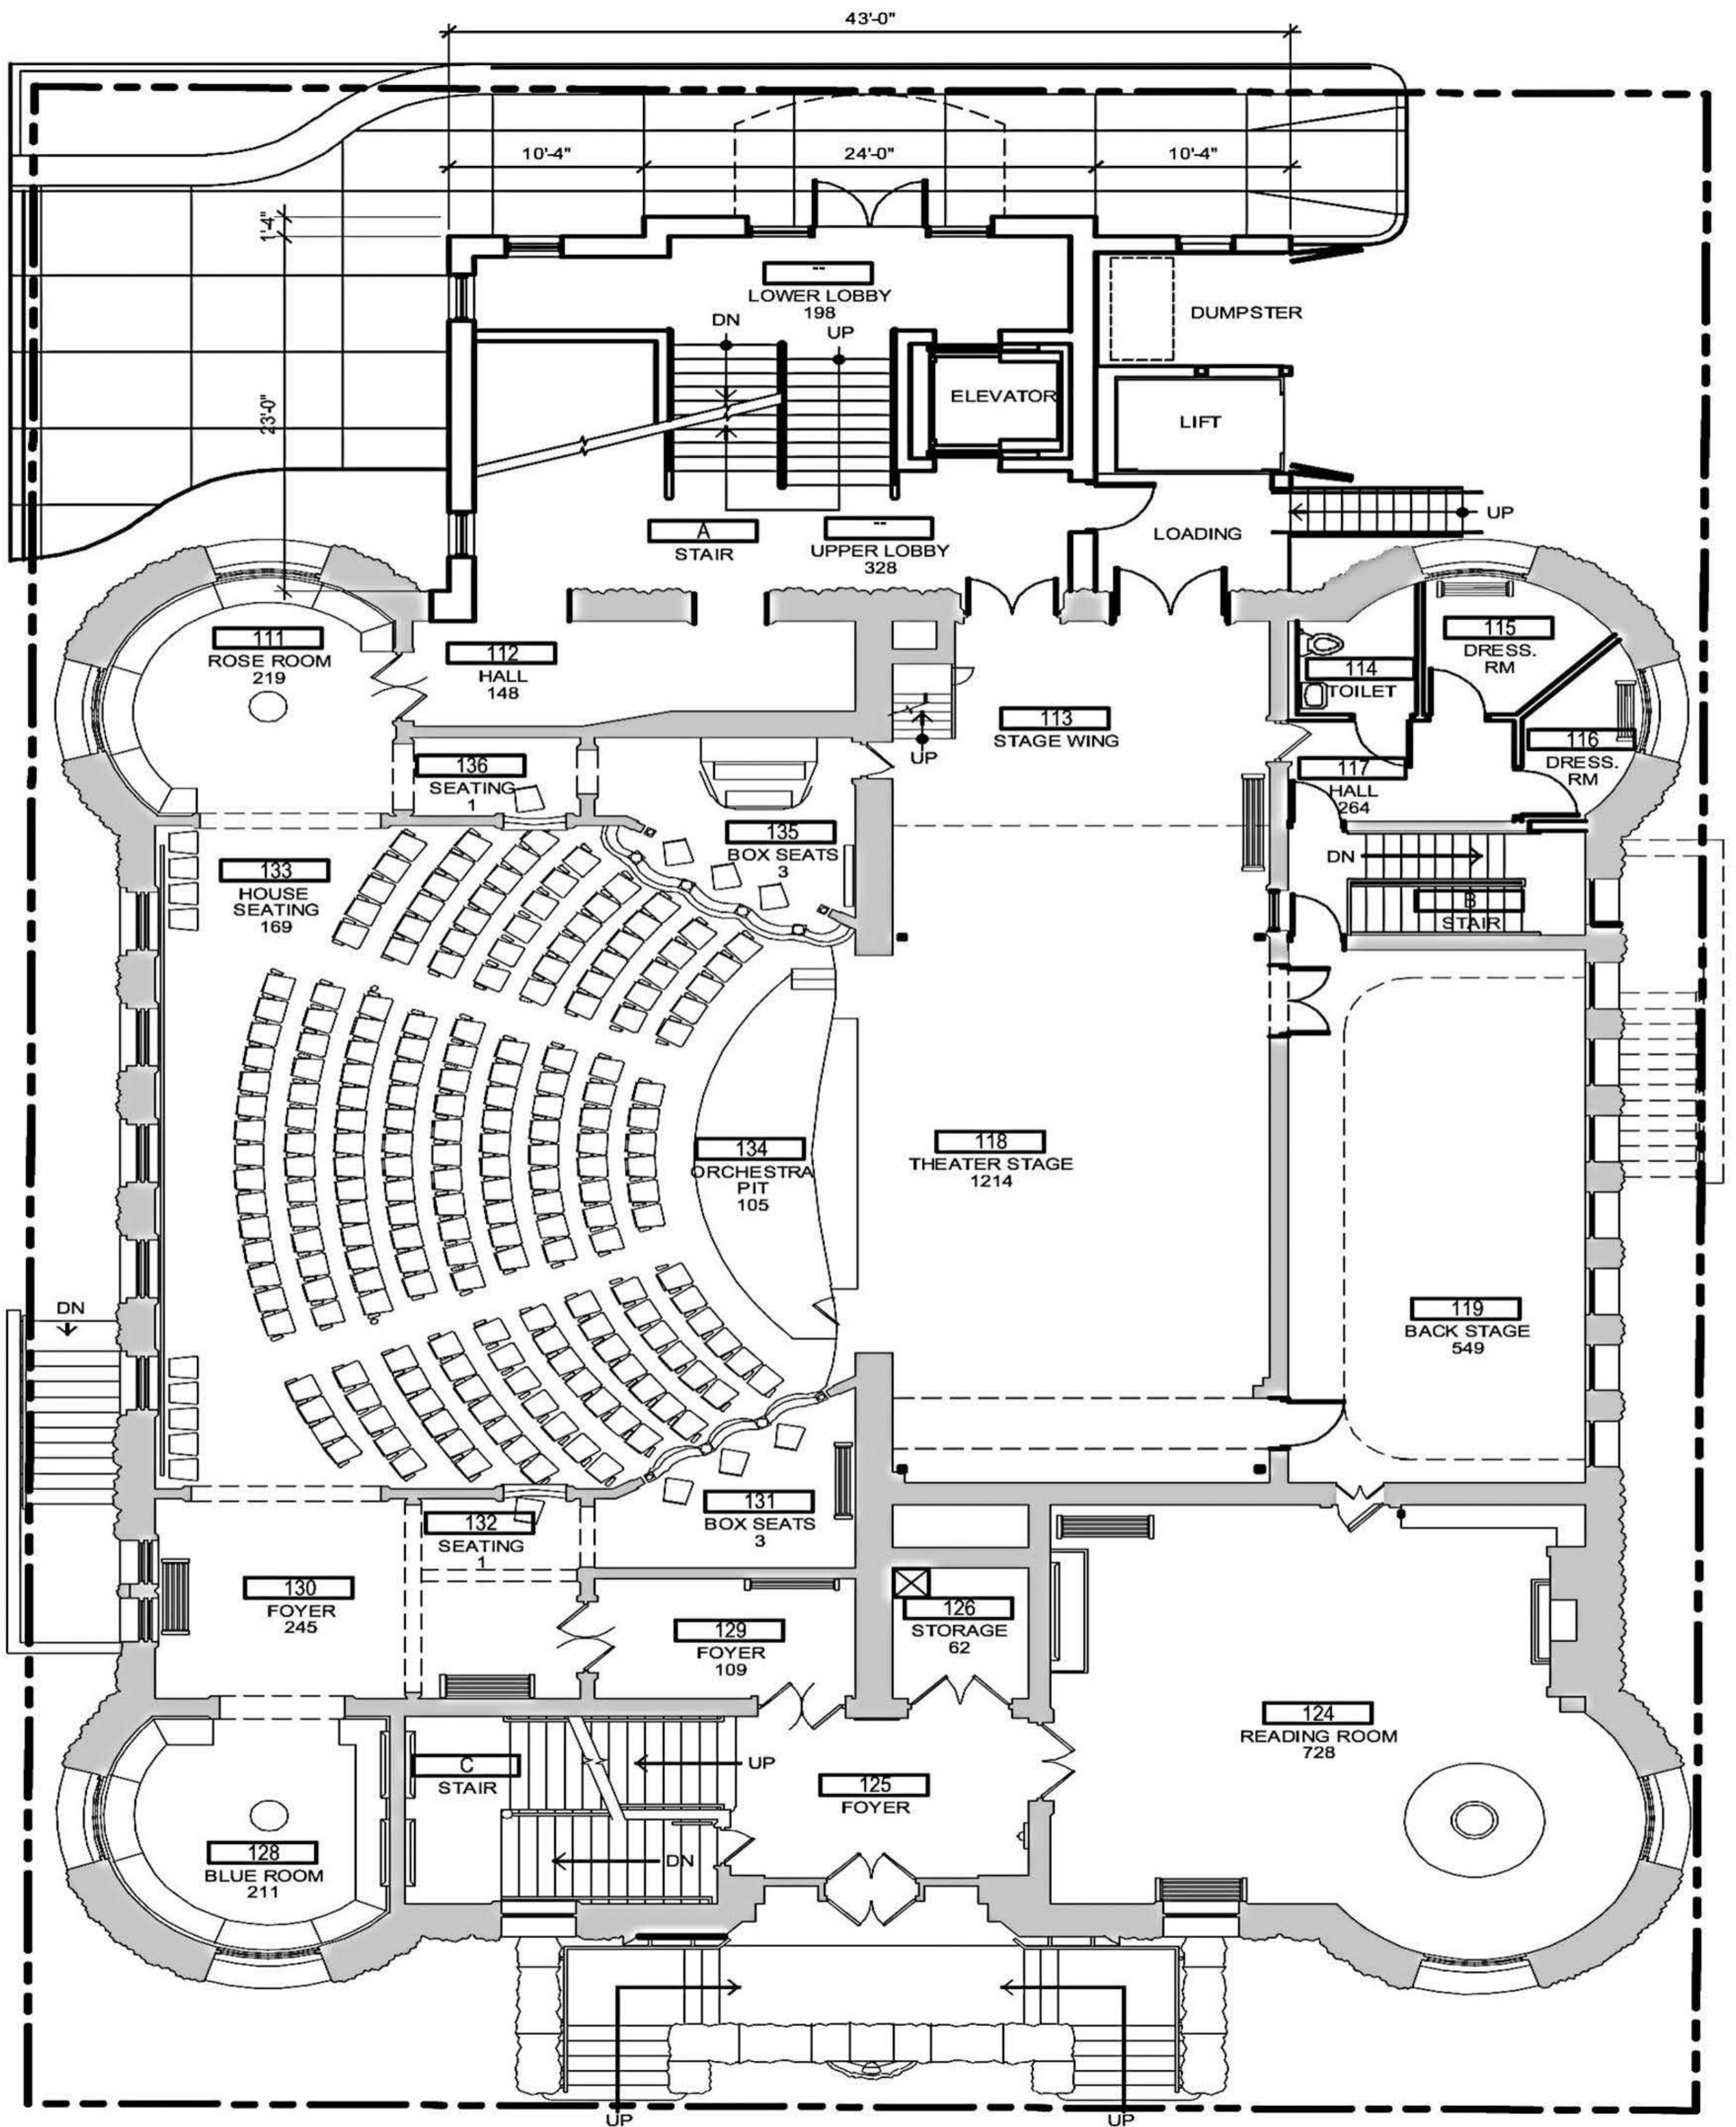 43'-0"
10'-4"
24'-0"
10'-4"
1'-4"
23'-0"
--
LOWER LOBBY
198
DN
UP
ELEVATOR
DUMPSTER
LIFT
UP
LOADING
A
STAIR
--
UPPER LOBBY
328
111
ROSE ROOM
219
112
HALL
148
113
STAGE WING
UP
114
TOILET
115
DRESS.
RM
116
DRESS.
RM
117
HALL
264
136
SEATING
1
135
BOX SEATS
3
DN
B
STAIR
133
HOUSE
SEATING
169
134
ORCHESTRA
PIT
105
118
THEATER STAGE
1214
119
BACK STAGE
549
DN
131
BOX SEATS
3
132
SEATING
1
130
FOYER
245
129
FOYER
109
126
STORAGE
62
124
READING ROOM
728
C
STAIR
UP
125
FOYER
DN
128
BLUE ROOM
211
UP
UP